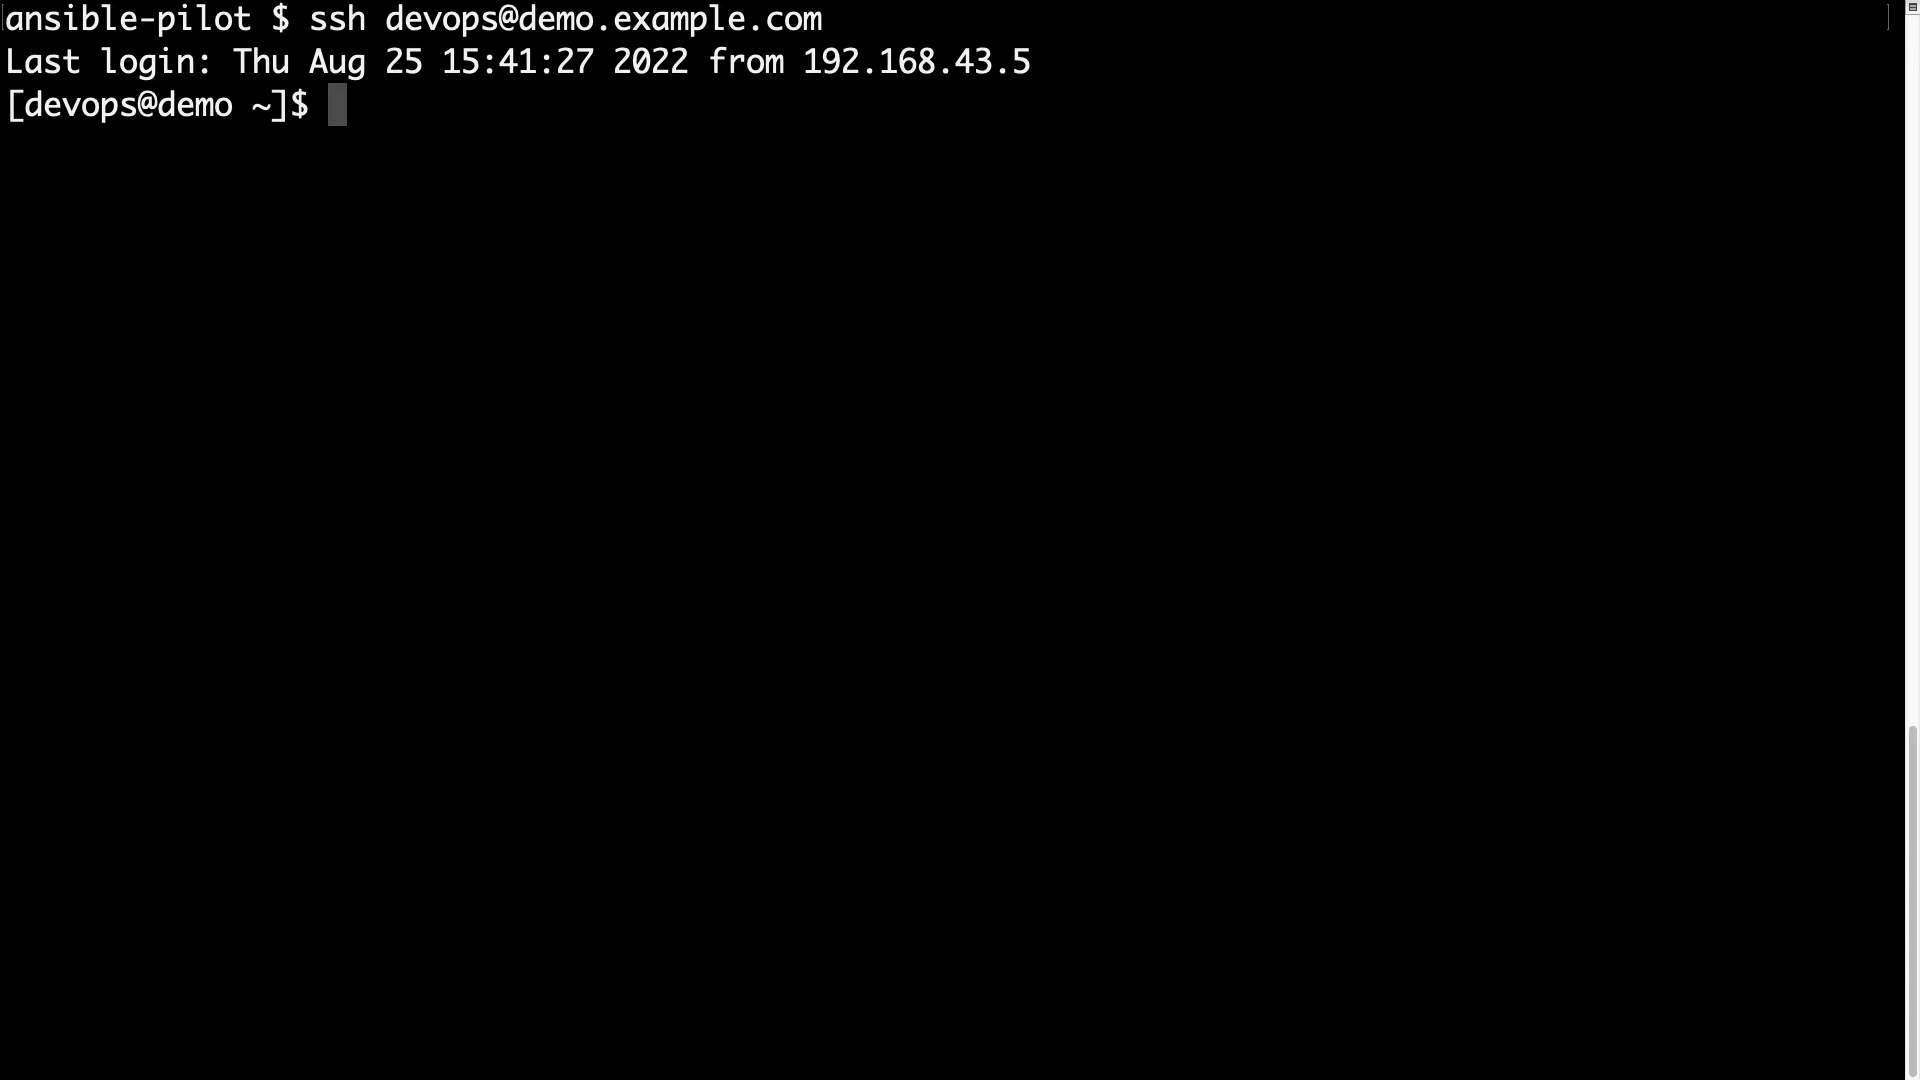 ansible-pilot $ ssh devops@demo.example.com
Last login: Thu Aug 25 15:41:27 2022 from 192.168.43.5
[devops@demo ~]$